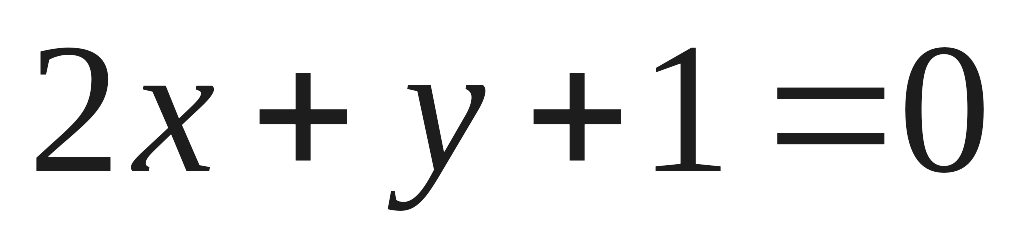 2x + y +1 =0